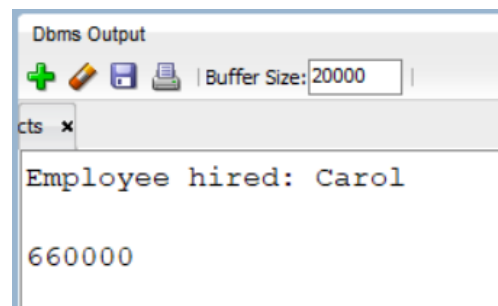 Dbms Output
Buffer Size: 20000
cts
Employee hired: Carol
660000